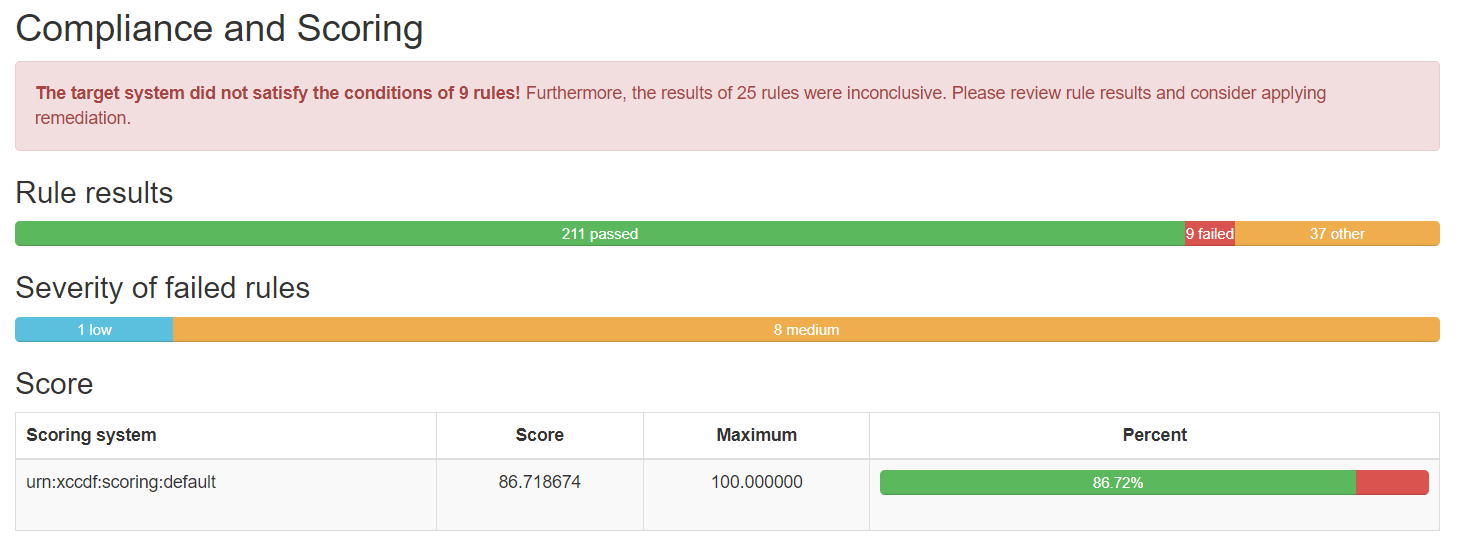 Compliance and Scoring
The target system did not satisfy the conditions of 9 rules! Furthermore, the results of 25 rules were inconclusive. Please review rule results and consider applying
remediation.
Rule results
211 passed 9 failed 37 other
Severity of failed rules
1 low 8 medium
Score
Scoring system Score Maximum Percent
urn:xccdf:scoring:default 86.718674 100.000000 86.72%